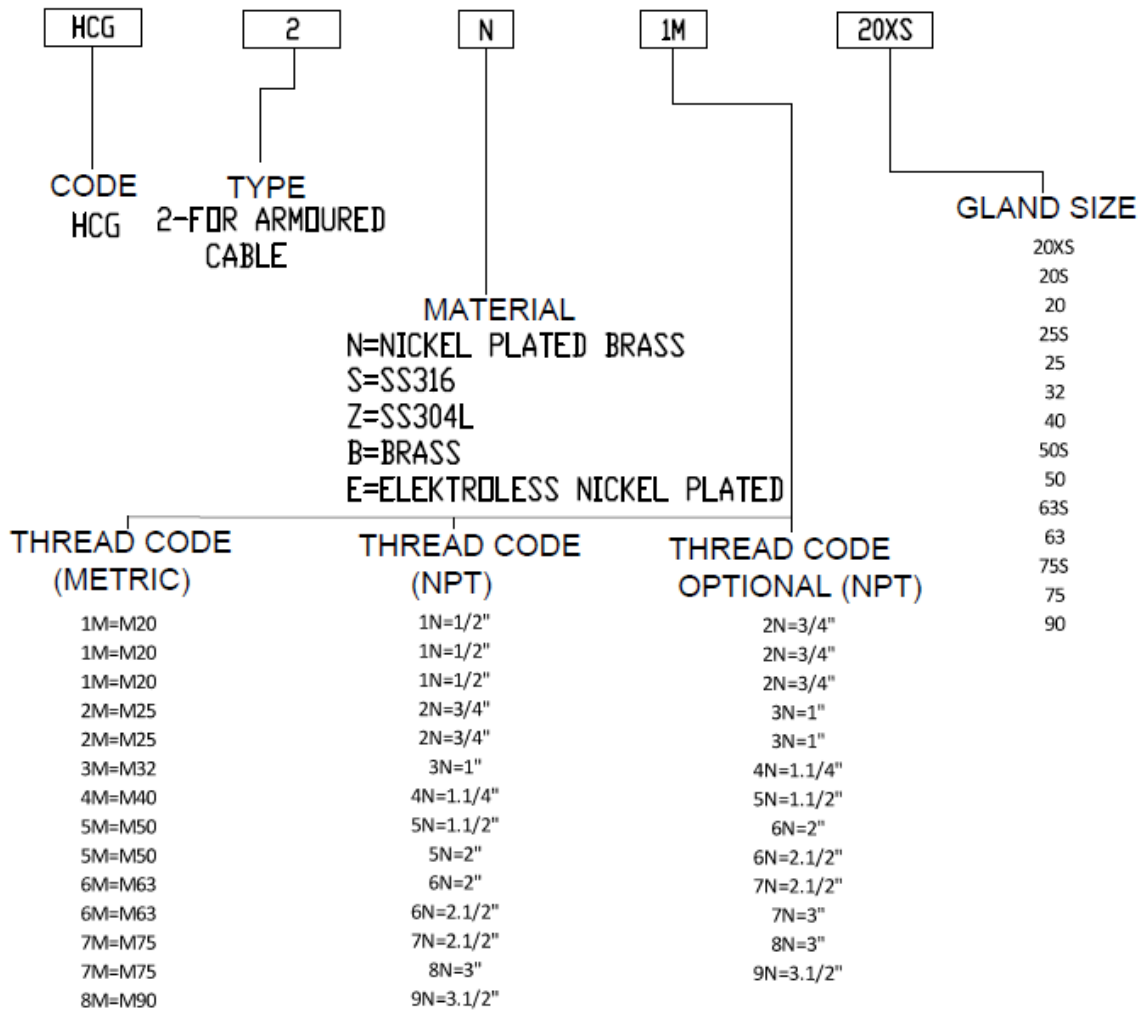 HCG 2 N 1M 20XS
CODE
HCG
TYPE
2-FOR ARMOURED
CABLE
MATERIAL
N=NICKEL PLATED BRASS
S=SS316
Z=SS304L
B=BRASS
E=ELEKTROLESS NICKEL PLATED
THREAD CODE
(METRIC)
1M=M20
1M=M20
1M=M20
2M=M25
2M=M25
3M=M32
4M=M40
5M=M50
5M=M50
6M=M63
6M=M63
7M=M75
7M=M75
8M=M90
THREAD CODE
(NPT)
1N=1/2"
1N=1/2"
1N=1/2"
2N=3/4"
2N=3/4"
3N=1"
4N=1.1/4"
5N=1.1/2"
5N=2"
6N=2"
6N=2.1/2"
7N=2.1/2"
8N=3"
9N=3.1/2"
THREAD CODE
OPTIONAL (NPT)
2N=3/4"
2N=3/4"
2N=3/4"
3N=1"
3N=1"
4N=1.1/4"
5N=1.1/2"
6N=2"
6N=2.1/2"
7N=2.1/2"
7N=3"
8N=3"
9N=3.1/2"
GLAND SIZE
20XS
20S
20
25S
25
32
40
50S
50
63S
63
75S
75
90